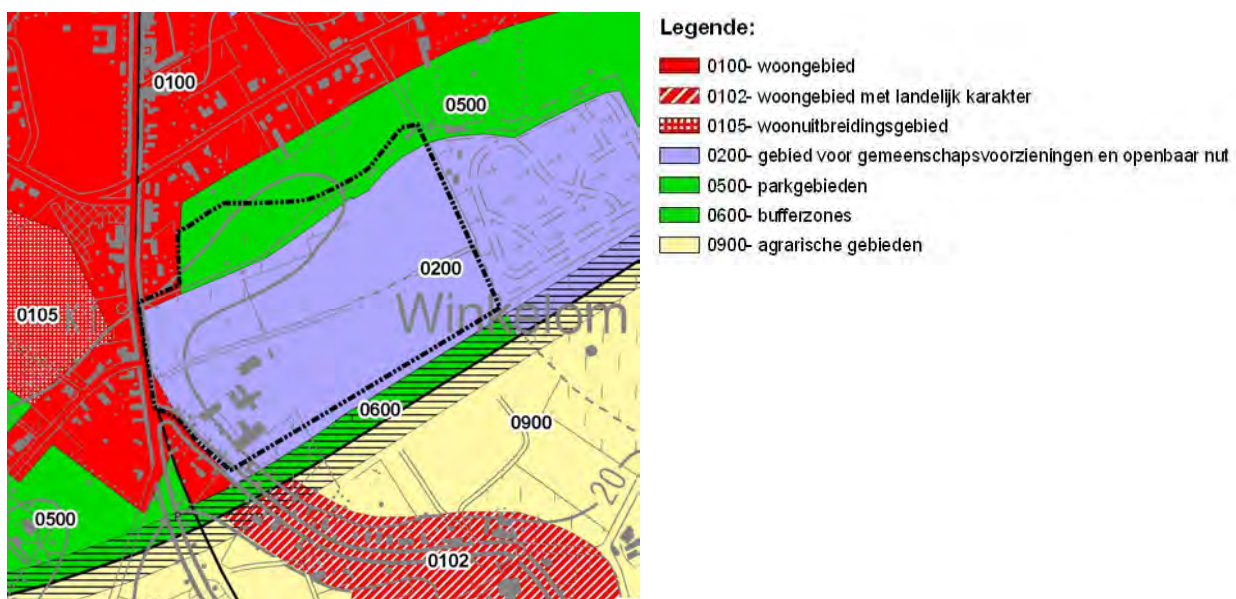 0100
0500
0200
Winkelom
0105
0600
0900
20
0500
0102
Legende:
0100- woongebied
0102- woongebied met landelijk karakter
0105- woonuitbreidingsgebied
0200- gebied voor gemeenschapsvoorzieningen en openbaar nut
0500- parkgebieden
0600- bufferzones
0900- agrarische gebieden